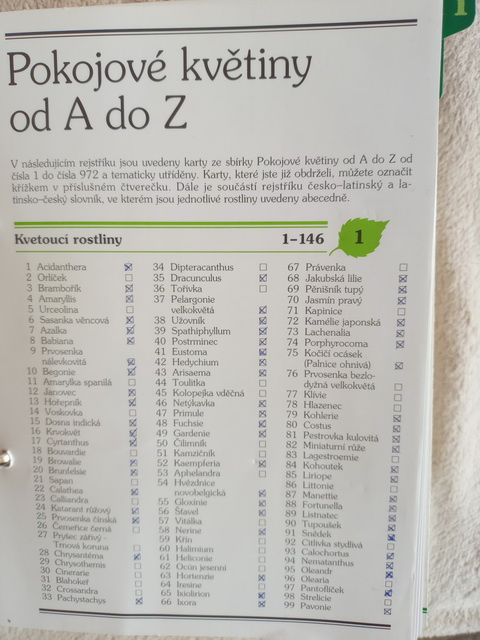 Pokojové květiny
od A do Z
V následujícím rejstříku jsou uvedeny karty ze sbírky Pokojové květiny od A do Z od
čísla 1 do čísla 972 a tematicky utříděny. Karty, které jste již obdrželi, můžete označit
křížkem v příslušném čtverečku. Dále je součástí rejstříku česko–latinský a la-
tinsko–český slovník, ve kterém jsou jednotlivé rostliny uvedeny abecedně.
Kvetoucí rostliny 1–146 1
1 Acidanthera
2 Orlíček
3 Brambořík
4 Amaryllis
5 Urceolina
6 Sasanka věncová
7 Azalka
8 Babiana
9 Prvosenka
nálevkovitá
10 Begonie
11 Amarylka spanilá
12 Janovec
13 Hořepník
14 Voskovka
15 Dosna indická
16 Krvokvět
17 Cyrtanthus
18 Bouvardie
19 Browalie
20 Brunfelsie
21 Sapan
22 Calathea
23 Calliandra
24 Katarant růžový
25 Prvosenka čínská
26 Čemeřice černá
27 Pryšec zářivý -
Trnová koruna
28 Chrysantéma
29 Chrysothemis
30 Cinerarie
31 Blahokeř
32 Crossandra
33 Pachystachys
34 Dipteracanthus
35 Dracunculus
36 Tořivka
37 Pelargonie
velkokvětá
38 Užovník
39 Spathiphyllum
40 Postrminec
41 Eustoma
42 Hedychium
43 Arisaema
44 Toulitka
45 Kolopejka vděčná
46 Netýkavka
47 Primule
48 Fuchsie
49 Gardenie
50 Čilimník
51 Kamzičník
52 Kaempferia
53 Aphelandra
54 Hvězdnice
novobelgická
55 Gloxinie
56 Šťavel
57 Vitálka
58 Nerine
59 Křín
60 Halimium
61 Heliconie
62 Ocún jesenní
63 Hortenzie
64 Iresine
65 Ixiolirion
66 Ixora
67 Právenka
68 Jakubská lilie
69 Pěnišník tupý
70 Jasmín pravý
71 Kapinice
72 Kamélie japonská
73 Lachenalia
74 Porphyrocoma
75 Kočičí ocásek
(Palnice ohnivá)
76 Prvosenka bezlo-
dyžná velkokvětá
77 Klívie
78 Hlazenec
79 Kohlerie
80 Costus
81 Pestrovka kulovitá
82 Miniaturní růže
83 Lagestroemie
84 Kohoutek
85 Liriope
86 Littonie
87 Manettie
88 Fortunella
89 Listnatec
90 Tupoušek
91 Snědek
92 Citlivka stydlivá
93 Calochortus
94 Nematanthus
95 Oleandr
96 Olearia
97 Pantoflíček
98 Strelicie
99 Pavonie